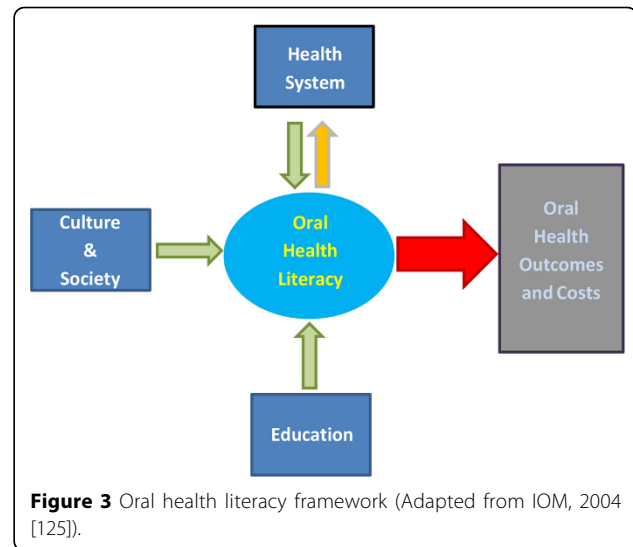 Health
System
Culture
&
Society
Oral
Health
Literacy
Oral
Health
Outcomes
and Costs
Education
Figure 3 Oral health literacy framework (Adapted from IOM, 2004
[125]).